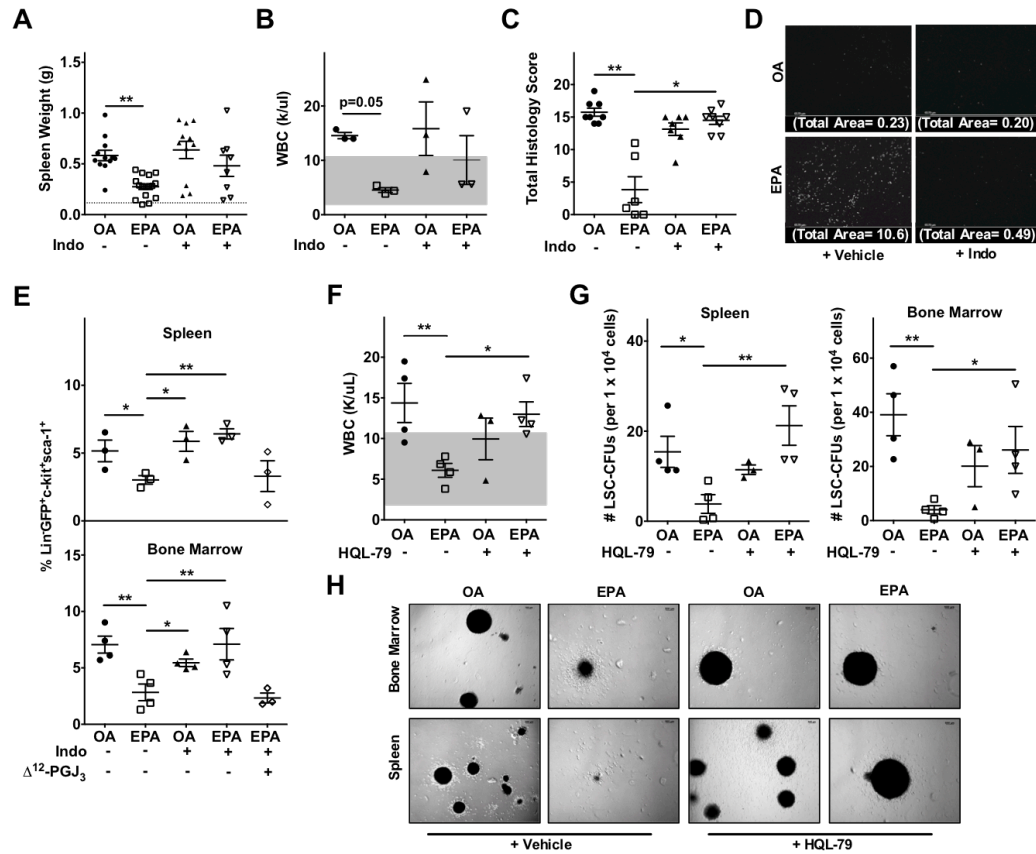 A
Spleen Weight (g)
1.5
1.0
0.5
0.0
**
OA EPA OA EPA
Indo - - + +
B
WBC (k/ul)
20
10
0
p=0.05
OA EPA OA EPA
Indo - - + +
C
Total Histology Score
20
15
10
5
0
**
*
OA EPA OA EPA
Indo - - + +
D
OA
EPA
(Total Area= 0.23)
(Total Area= 0.20)
(Total Area= 10.6)
(Total Area= 0.49)
+ Vehicle
+ Indo
E
% Lin⁻GFP⁺c-kit⁺sca-1⁺
Spleen
10
5
0
*
*
**
Bone Marrow
15
10
5
0
**
*
**
OA EPA OA EPA EPA
Indo - - + + +
Δ¹²-PGJ₃ - - - - +
F
WBC (K/uL)
20
15
10
5
0
**
*
OA EPA OA EPA
HQL-79 - - + +
G
Spleen
# LSC-CFUs (per 1 x 10⁴ cells)
40
20
0
*
**
OA EPA OA EPA
- - + +
Bone Marrow
# LSC-CFUs (per 1 x 10⁴ cells)
60
40
20
0
**
*
OA EPA OA EPA
HQL-79 - - + +
H
OA EPA OA EPA
Bone Marrow
Spleen
+ Vehicle
+ HQL-79